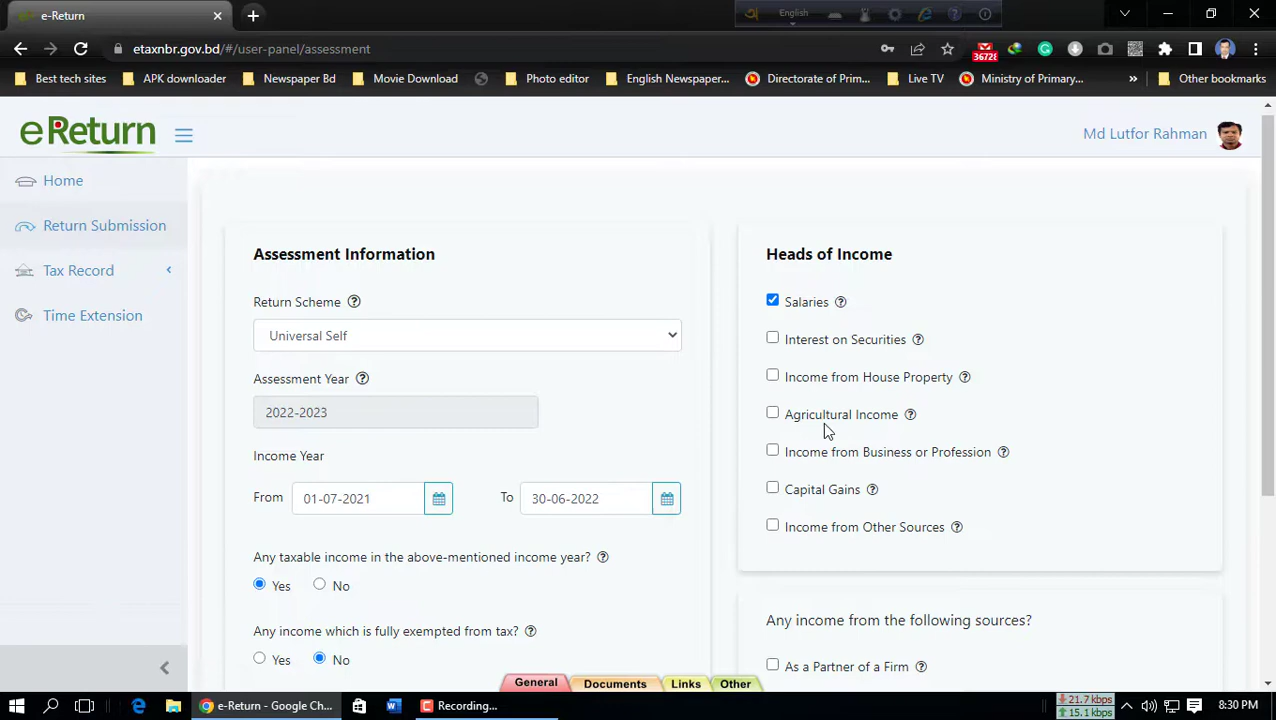 e-Return
English
etaxnbr.gov.bd/#/user-panel/assessment
36728
Best tech sites
APK downloader
Newspaper Bd
Movie Download
Photo editor
English Newspaper...
Directorate of Prim...
Live TV
Ministry of Primary...
»
Other bookmarks
eReturn
Md Lutfor Rahman
Home
Return Submission
Tax Record
Time Extension
Assessment Information
Return Scheme
Universal Self
Assessment Year
2022-2023
Income Year
From 01-07-2021 To 30-06-2022
Any taxable income in the above-mentioned income year?
Yes No
Any income which is fully exempted from tax?
Yes No
Heads of Income
Salaries
Interest on Securities
Income from House Property
Agricultural Income
Income from Business or Profession
Capital Gains
Income from Other Sources
Any income from the following sources?
As a Partner of a Firm
General Documents Links Other
e-Return - Google Ch...
Recording...
21.7 kbps
15.1 kbps
8:30 PM